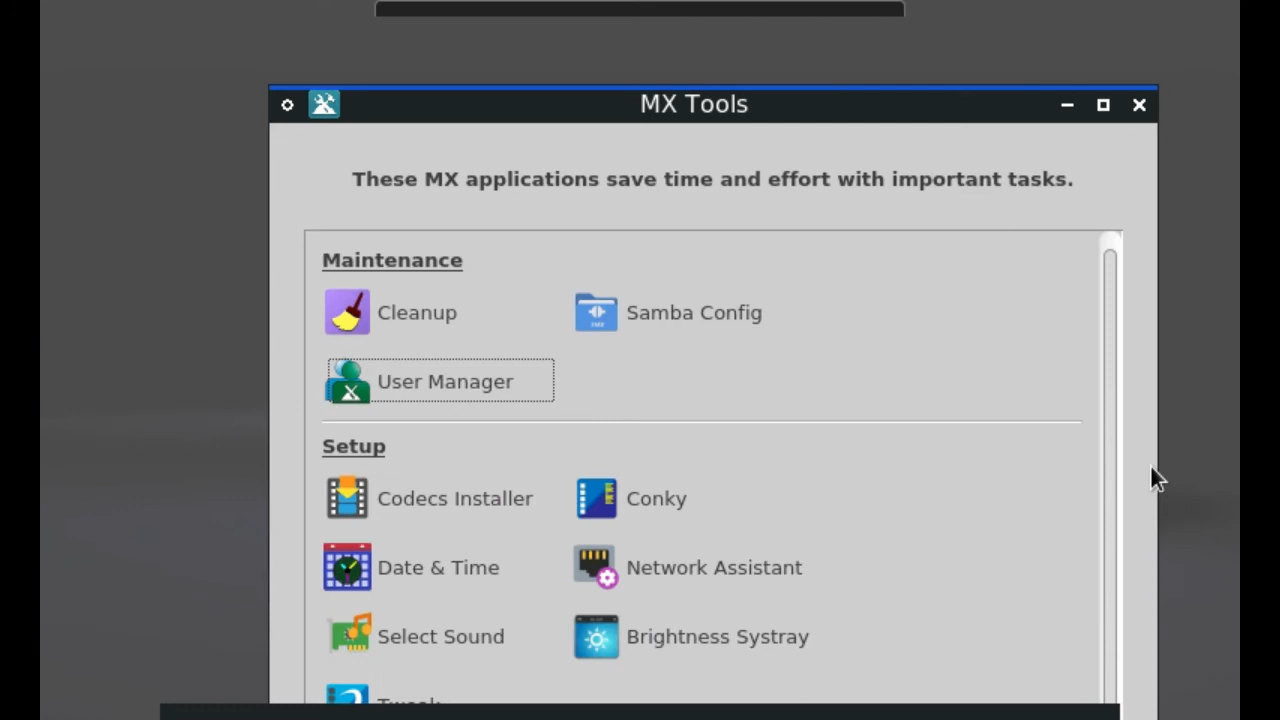 MX Tools
These MX applications save time and effort with important tasks.
Maintenance
Cleanup Samba Config
User Manager
Setup
Codecs Installer Conky
Date & Time Network Assistant
Select Sound Brightness Systray
Tweak